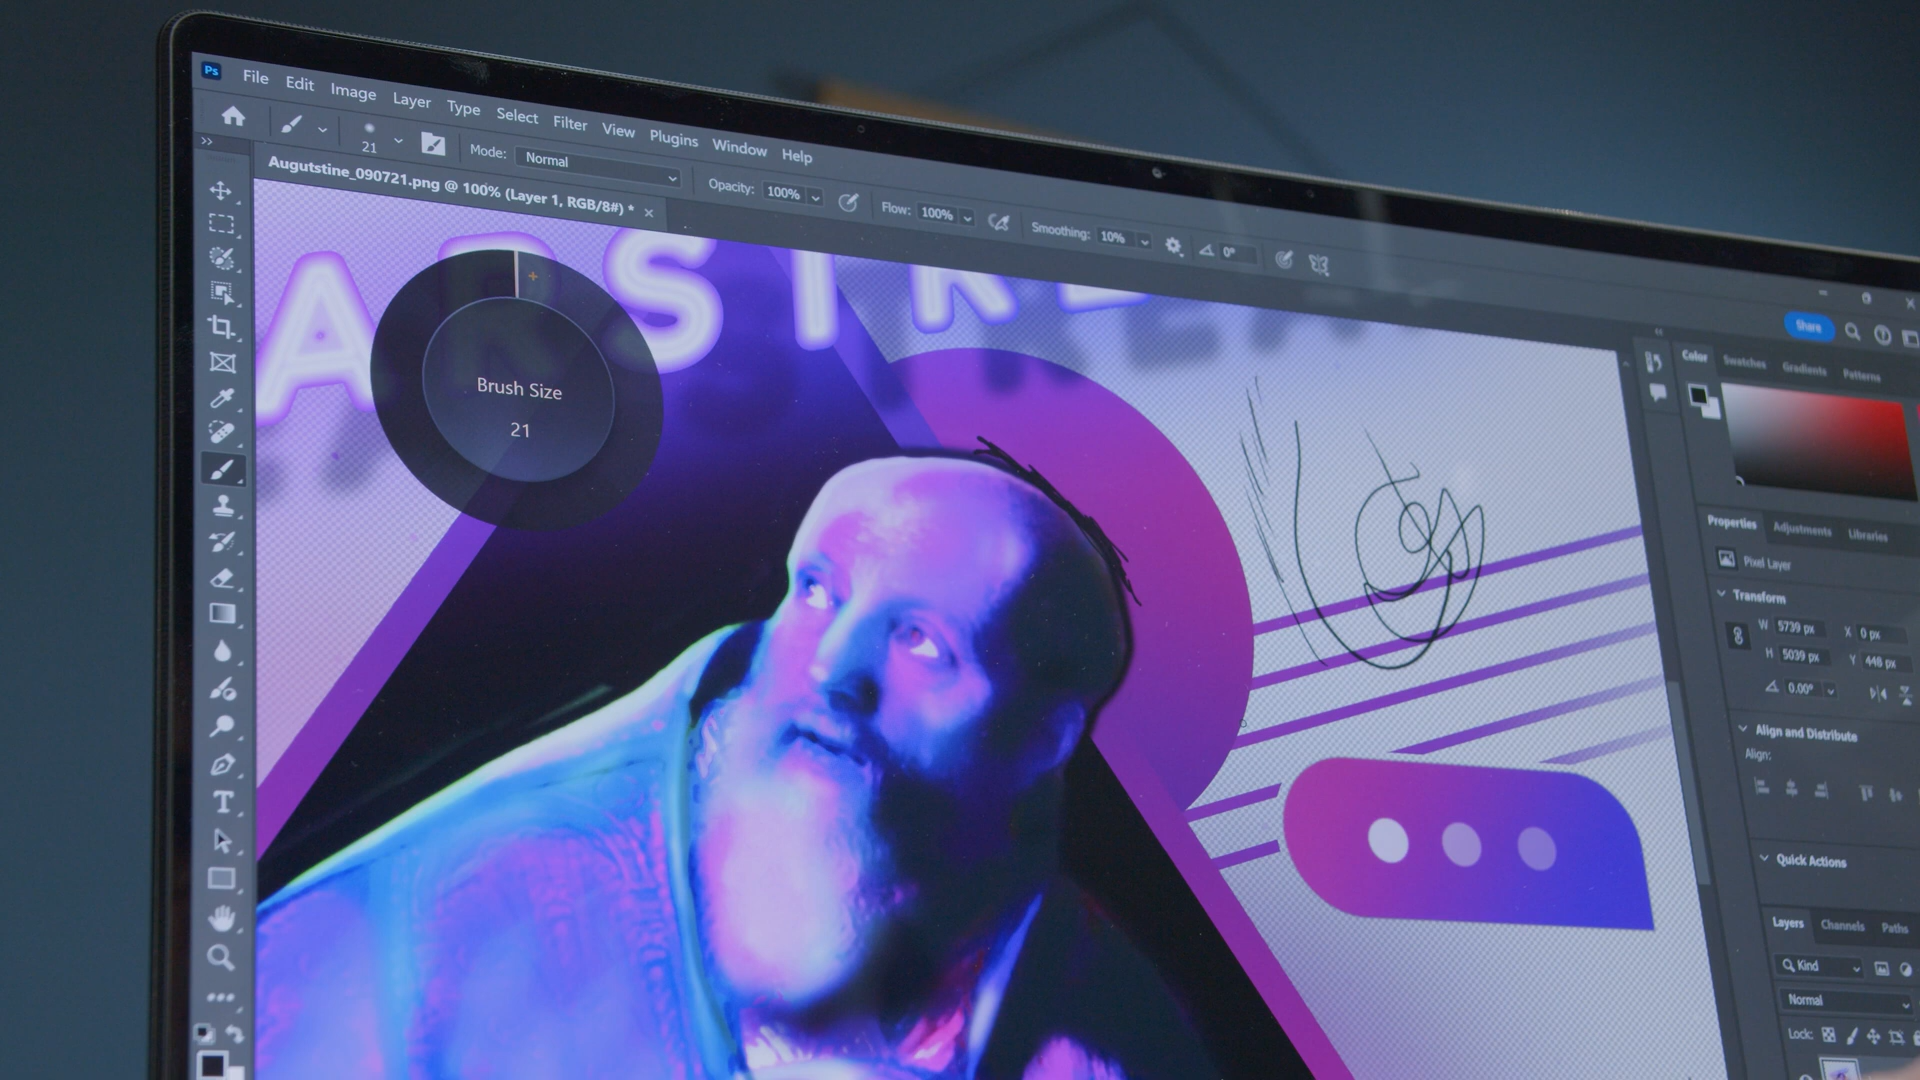 Ps File Edit Image Layer Type Select Filter View Plugins Window Help
21 Mode: Normal Opacity: 100% Flow: 100% Smoothing: 10% 0°
Augutstine_090721.png @ 100% (Layer 1, RGB/8#) *
Share
ARSTRE
Brush Size
21
Color Swatches Gradients Patterns
Properties Adjustments Libraries
Pixel Layer
Transform
W 5739 px X 0 px
H 5039 px Y 448 px
0.00°
Align and Distribute
Align:
Quick Actions
Layers Channels Paths
Kind
Normal
Lock: